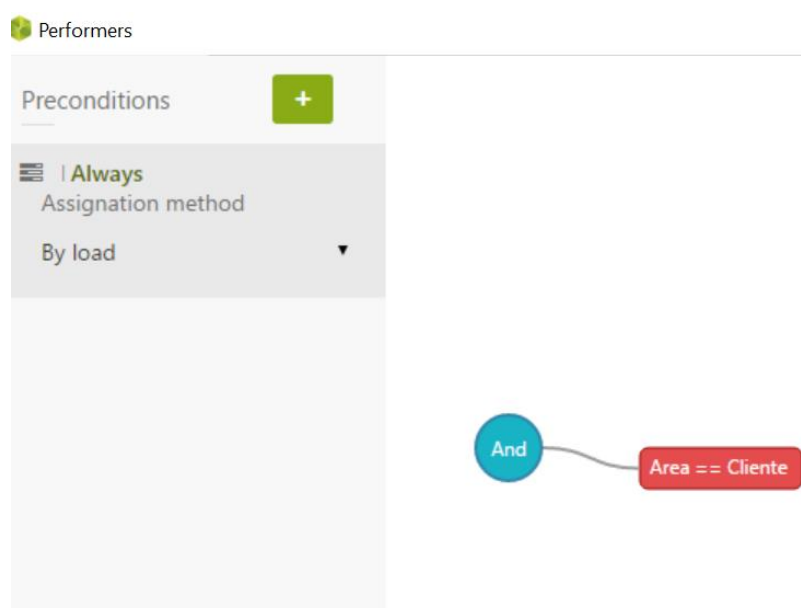 Performers
Preconditions
+
| Always
Assignation method
By load
And
Area == Cliente